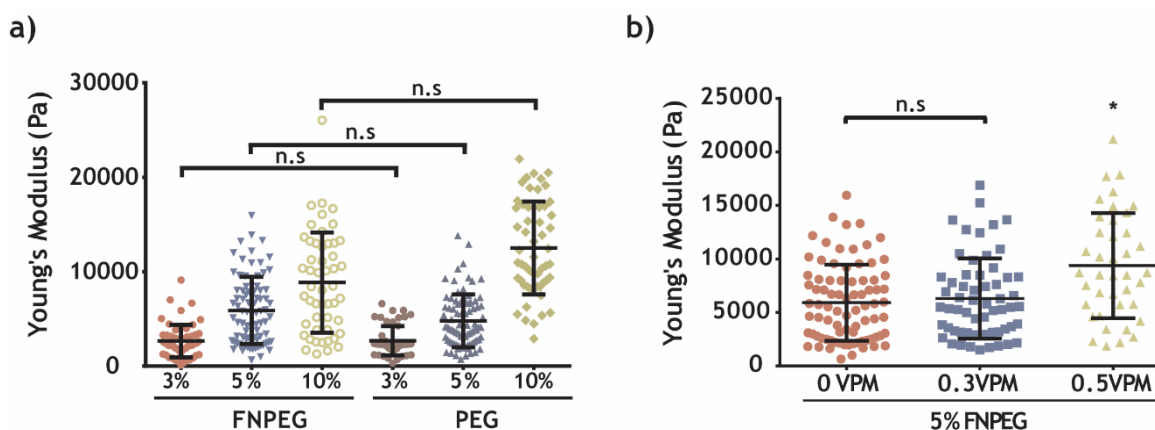 a)
Young's Modulus (Pa)
30000
20000
10000
0
n.s
n.s
n.s
3% 5% 10% 3% 5% 10%
FNPEG PEG
b)
Young's Modulus (Pa)
25000
20000
15000
10000
5000
0
n.s
*
0 VPM 0.3VPM 0.5VPM
5% FNPEG